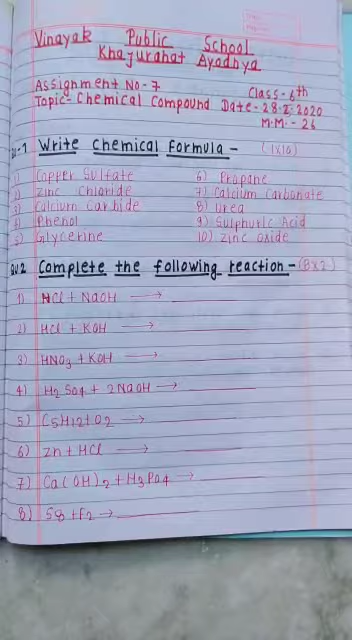 Vinayak Public School
Khajurahat Ayodhya
Assignment No - 7 Class - 6th
Topic - Chemical Compound Date - 28.2.2020
M.M. - 26
Write Chemical Formula - (1x10)
1) Copper Sulfate 6) Propane
2) Zinc Chloride 7) Calcium Carbonate
3) Calcium Carbide 8) Urea
4) Phenol 9) Sulphuric Acid
5) Glycerine 10) Zinc oxide
Qu 2 Complete the following reaction - (8x2)
1) HCl + NaOH →
2) HCl + KOH →
3) HNO3 + KOH →
4) H2 SO4 + 2NaOH →
5) C5H12 + O2 →
6) Zn + HCl →
7) Ca(OH)2 + H3PO4 →
8) S8 + F2 →